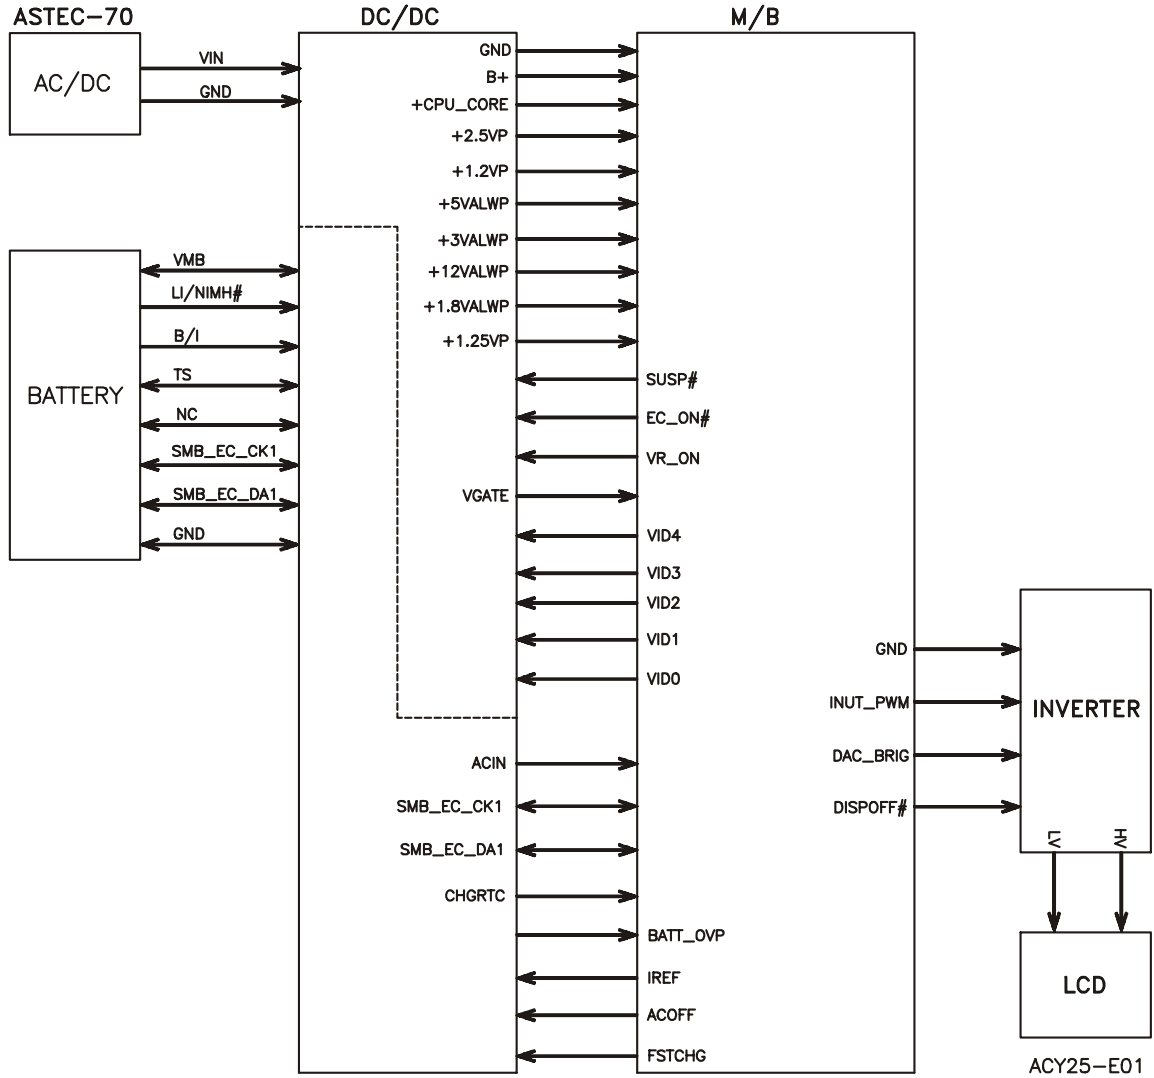 ASTEC-70
DC/DC
M/B
AC/DC
VIN
GND
BATTERY
VMB
LI/NIMH#
B/I
TS
NC
SMB_EC_CK1
SMB_EC_DA1
GND
GND
B+
+CPU_CORE
+2.5VP
+1.2VP
+5VALWP
+3VALWP
+12VALWP
+1.8VALWP
+1.25VP
SUSP#
EC_ON#
VR_ON
VGATE
VID4
VID3
VID2
VID1
VID0
ACIN
SMB_EC_CK1
SMB_EC_DA1
CHGRTC
BATT_OVP
IREF
ACOFF
FSTCHG
GND
INUT_PWM
DAC_BRIG
DISPOFF#
INVERTER
LV
HV
LCD
ACY25-E01